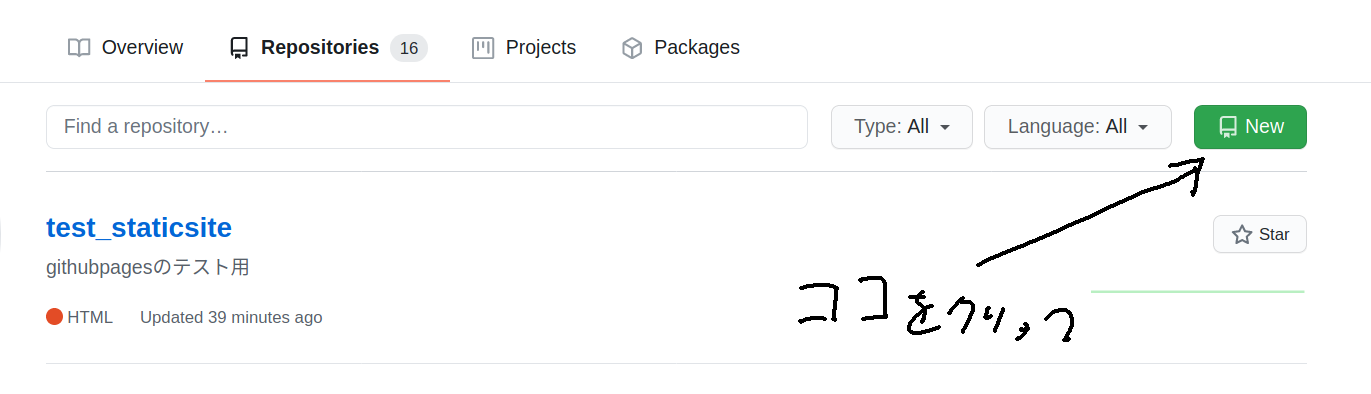 Overview Repositories 16 Projects Packages
Find a repository… Type: All Language: All New
test_staticsite
Star
githubpagesのテスト用
ココをクリック
HTML Updated 39 minutes ago